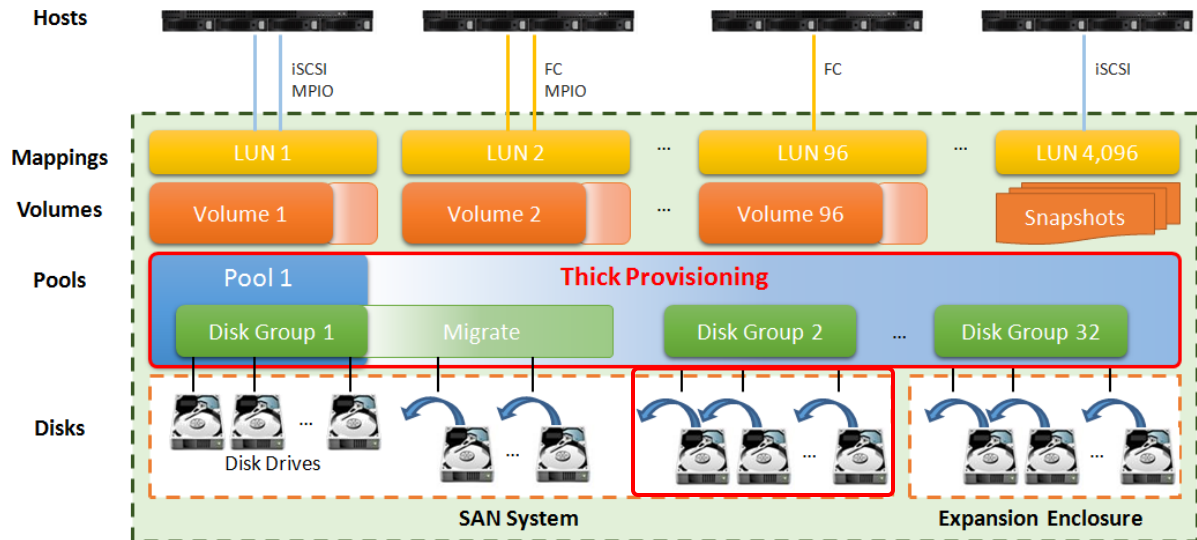 Hosts
iSCSI
MPIO
FC
MPIO
FC
iSCSI
Mappings
LUN 1
LUN 2
...
LUN 96
...
LUN 4,096
Volumes
Volume 1
Volume 2
...
Volume 96
Snapshots
Pools
Pool 1
Thick Provisioning
Disk Group 1
Migrate
Disk Group 2
...
Disk Group 32
Disks
...
...
...
...
Disk Drives
SAN System
Expansion Enclosure